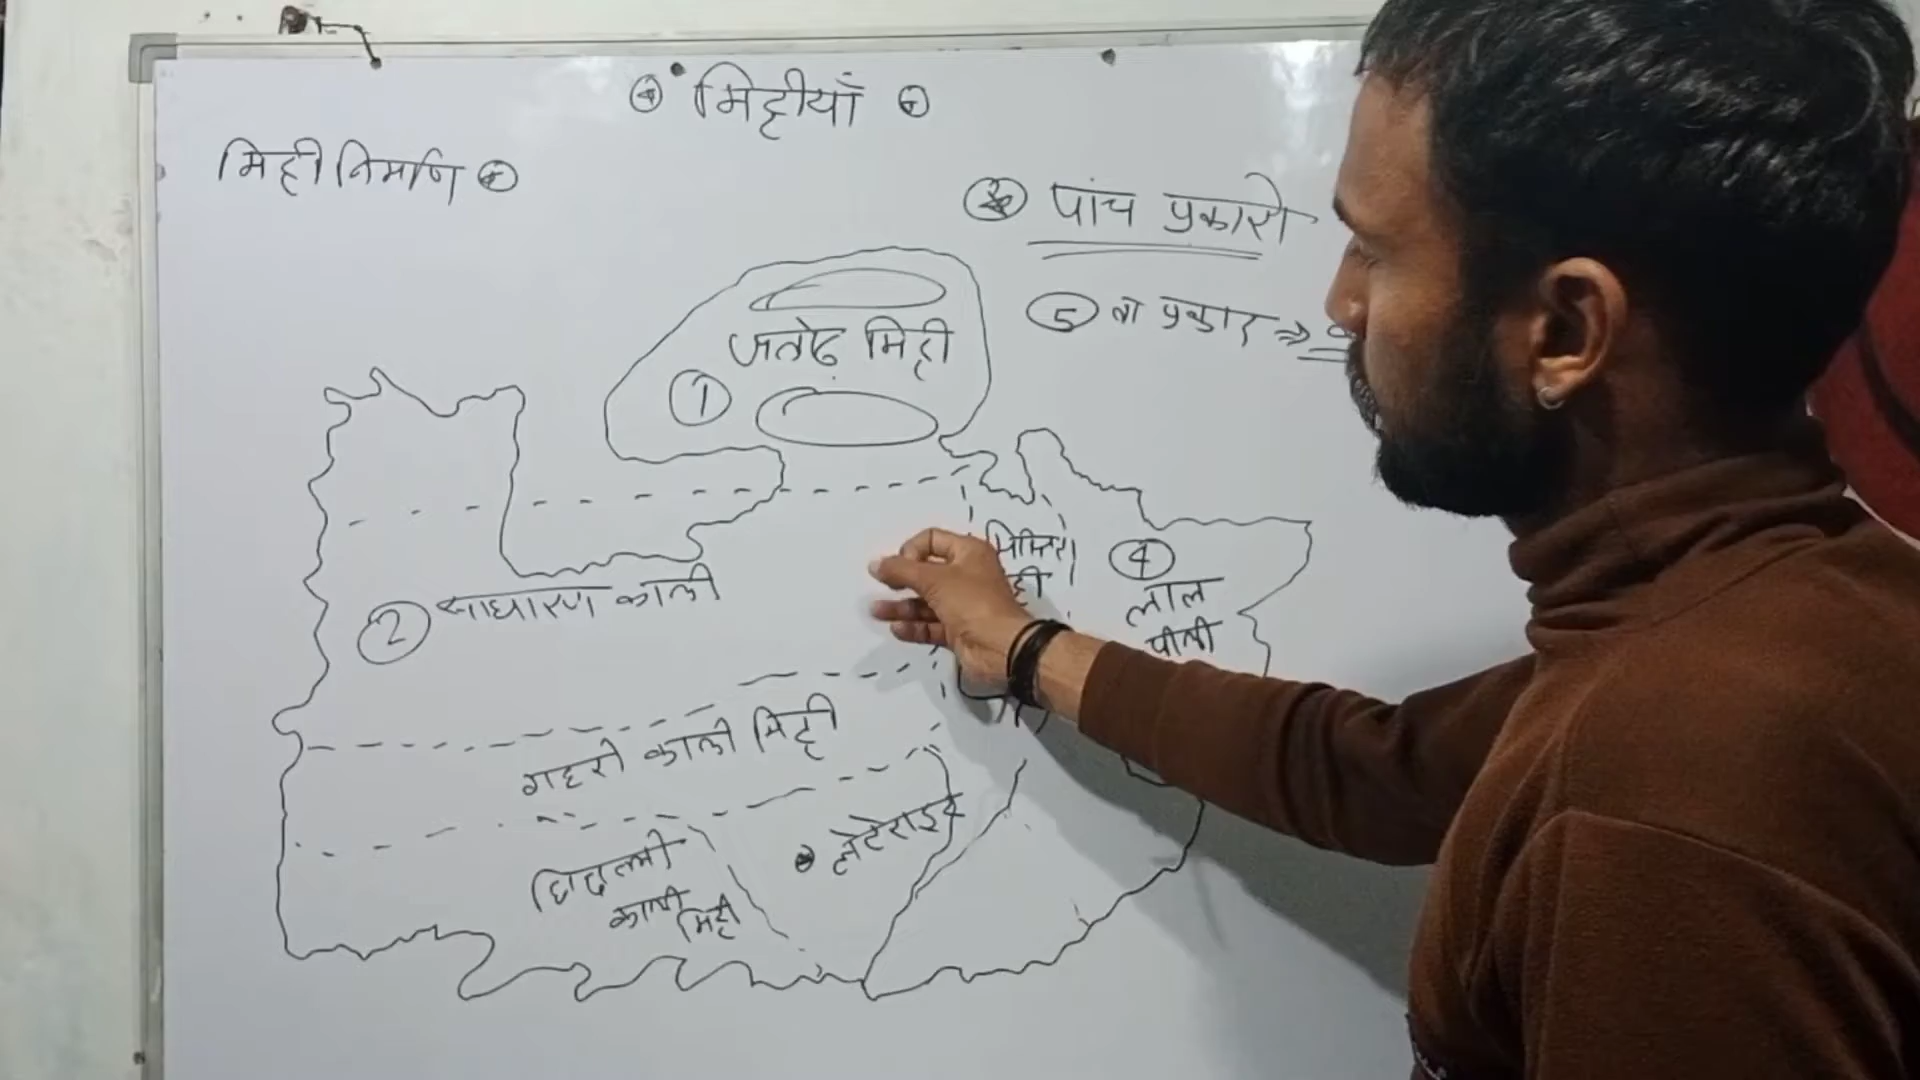 मिट्टीयाँ
मिट्टी निर्माण
पांच प्रकारो
5 वा प्रकार ⇒
जलोढ़ मिट्टी
1
मिश्रित
4
लाल
पीली
2 साधारण काली
गहरी काली मिट्टी
लेटेराइट
छिछली
काली
मिट्टी